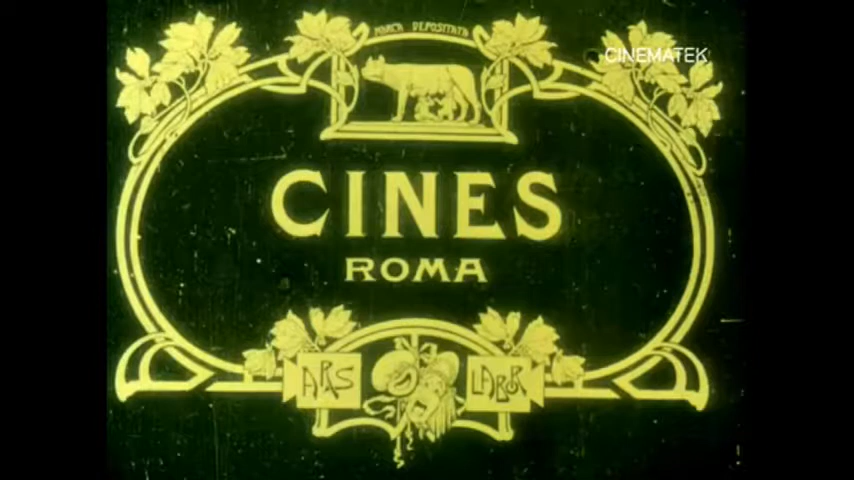 MARCA DEPOSITATA
CINEMATEK
CINES
ROMA
ARS LABOR